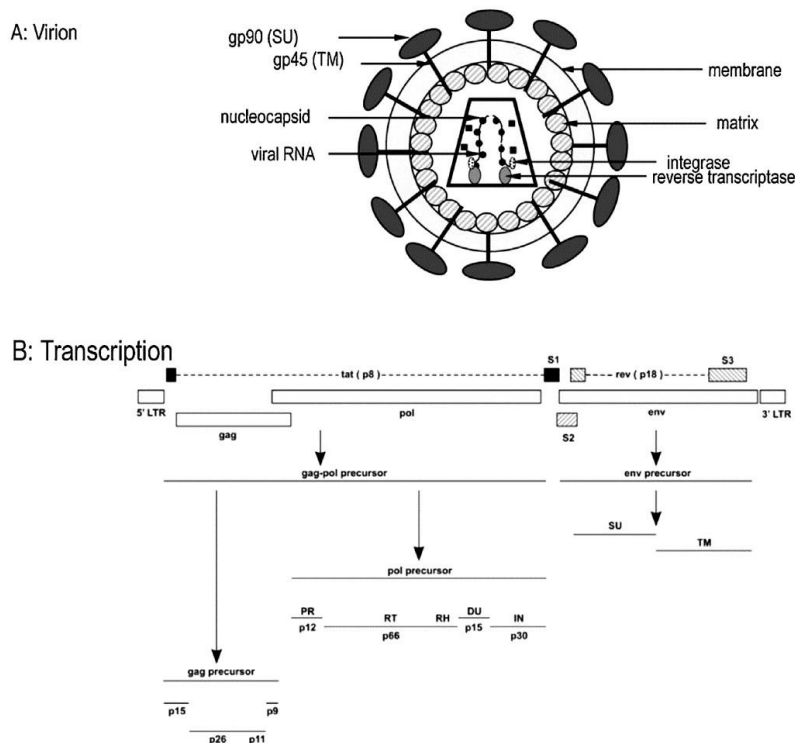 A: Virion
gp90 (SU)
gp45 (TM)
membrane
nucleocapsid
matrix
viral RNA
integrase
reverse transcriptase
B: Transcription
S1
S3
tat ( p8)
rev ( p18)
5' LTR
pol
env
3' LTR
gag
S2
gag-pol precursor
env precursor
SU
TM
pol precursor
PR
RT
RH
DU
IN
p12
p66
p15
p30
gag precursor
p15
p9
p26
p11